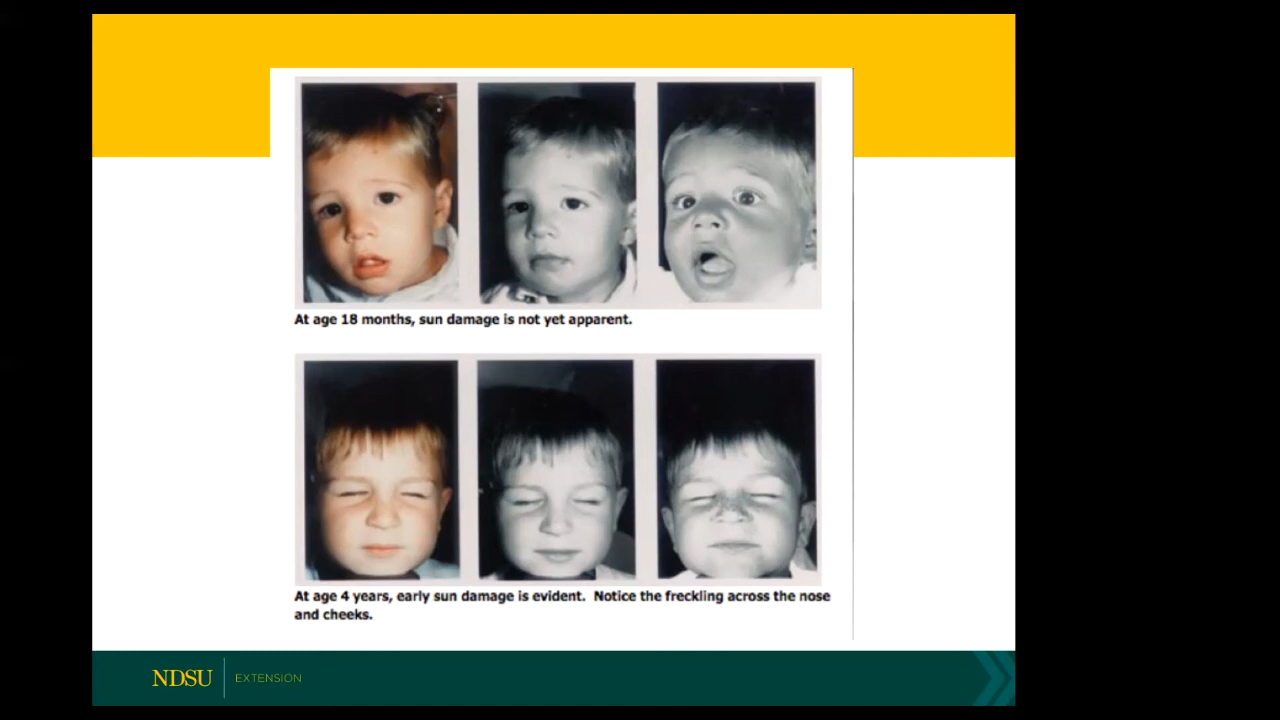 At age 18 months, sun damage is not yet apparent.
At age 4 years, early sun damage is evident.  Notice the freckling across the nose
and cheeks.
NDSU
EXTENSION